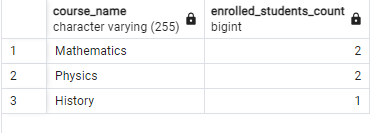 course_name enrolled_students_count
character varying (255) bigint
1 Mathematics 2
2 Physics 2
3 History 1